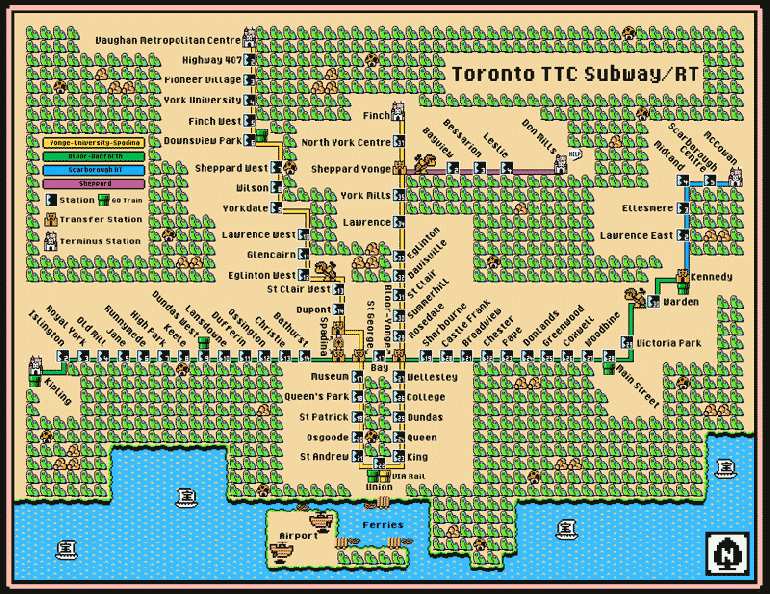 Toronto TTC Subway/RT
Vaughan Metropolitan Centre
Highway 407
Pioneer Village
York University
Finch West
Downsview Park
Sheppard West
Wilson
Yorkdale
Lawrence West
Glencairn
Eglinton West
St Clair West
Dupont
Spadina
St George
Museum
Queen's Park
St Patrick
Osgoode
St Andrew
Union
VIA Rail
King
Queen
Dundas
College
Wellesley
Bloor-Yonge
Rosedale
Summerhill
St Clair
Davisville
Eglinton
Lawrence
York Mills
Sheppard Yonge
North York Centre
Finch
Bayview
Bessarion
Leslie
Don Mills
HELP!
Yonge-University-Spadina
Bloor-Danforth
Scarborough RT
Sheppard
Station
GO Train
Transfer Station
Terminus Station
Kipling
Islington
Royal York
Old Mill
Jane
Runnymede
High Park
Keele
Dundas West
Lansdowne
Dufferin
Ossington
Christie
Bathurst
Bay
Sherbourne
Castle Frank
Broadview
Chester
Pape
Donlands
Greenwood
Coxwell
Woodbine
Main Street
Victoria Park
Warden
Kennedy
Lawrence East
Ellesmere
Midland
Scarborough
Centre
McCowan
Airport
Ferries
N